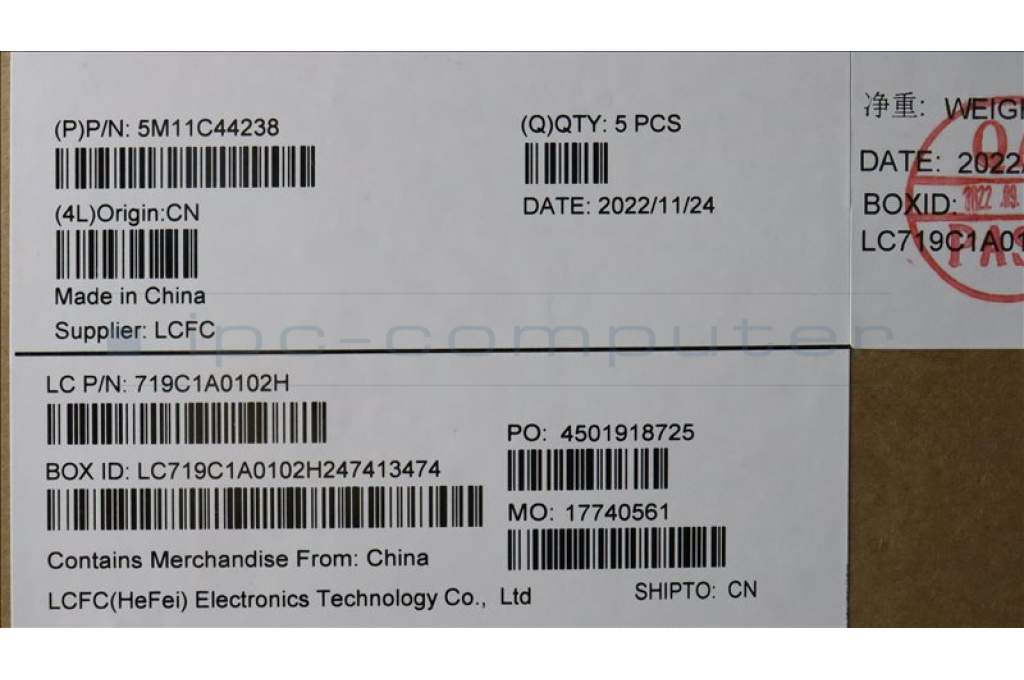 (P)P/N: 5M11C44238
(Q)QTY: 5 PCS
(4L)Origin:CN
DATE: 2022/11/24
Made in China
Supplier: LCFC
净重:
DATE: 2022/
BOXID:
LC719C1A01
ipc-computer
LC P/N: 719C1A0102H
PO: 4501918725
BOX ID: LC719C1A0102H247413474
MO: 17740561
Contains Merchandise From: China
LCFC(HeFei) Electronics Technology Co., Ltd
SHIPTO: CN